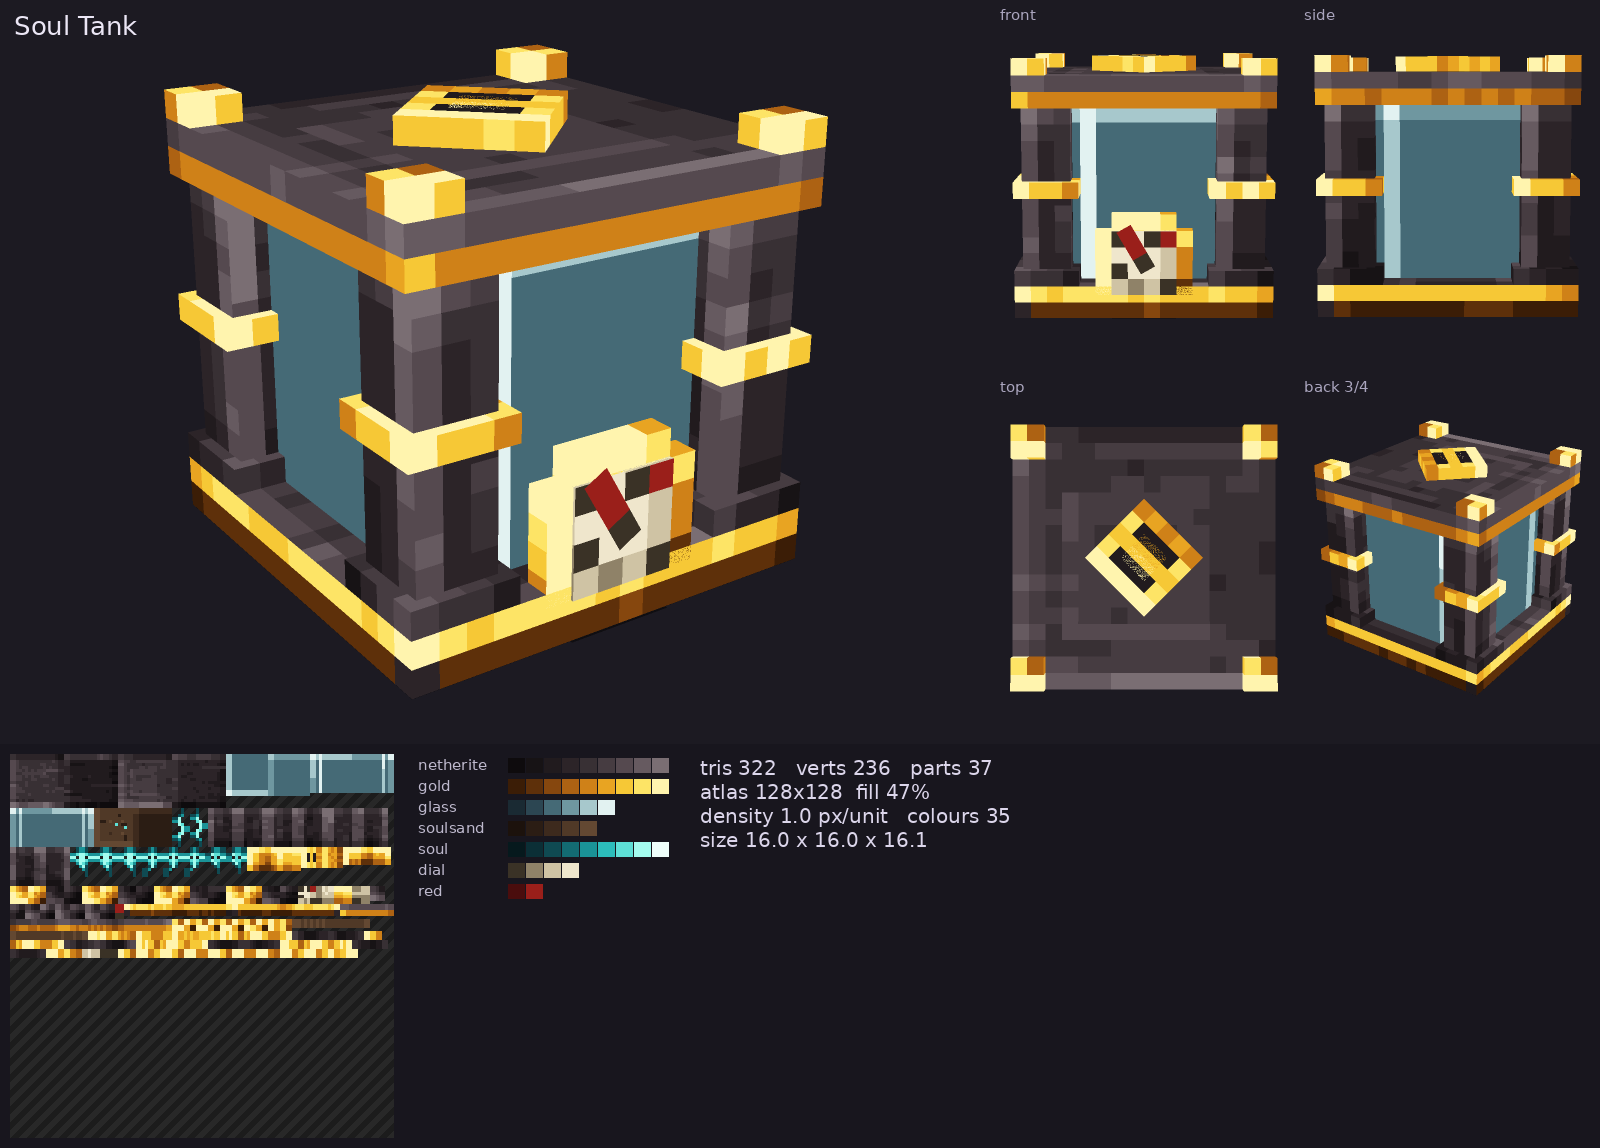 Soul Tank
front
side
top
back 3/4
netherite
gold
glass
soulsand
soul
dial
red
tris 322 verts 236 parts 37
atlas 128x128 fill 47%
density 1.0 px/unit colours 35
size 16.0 x 16.0 x 16.1